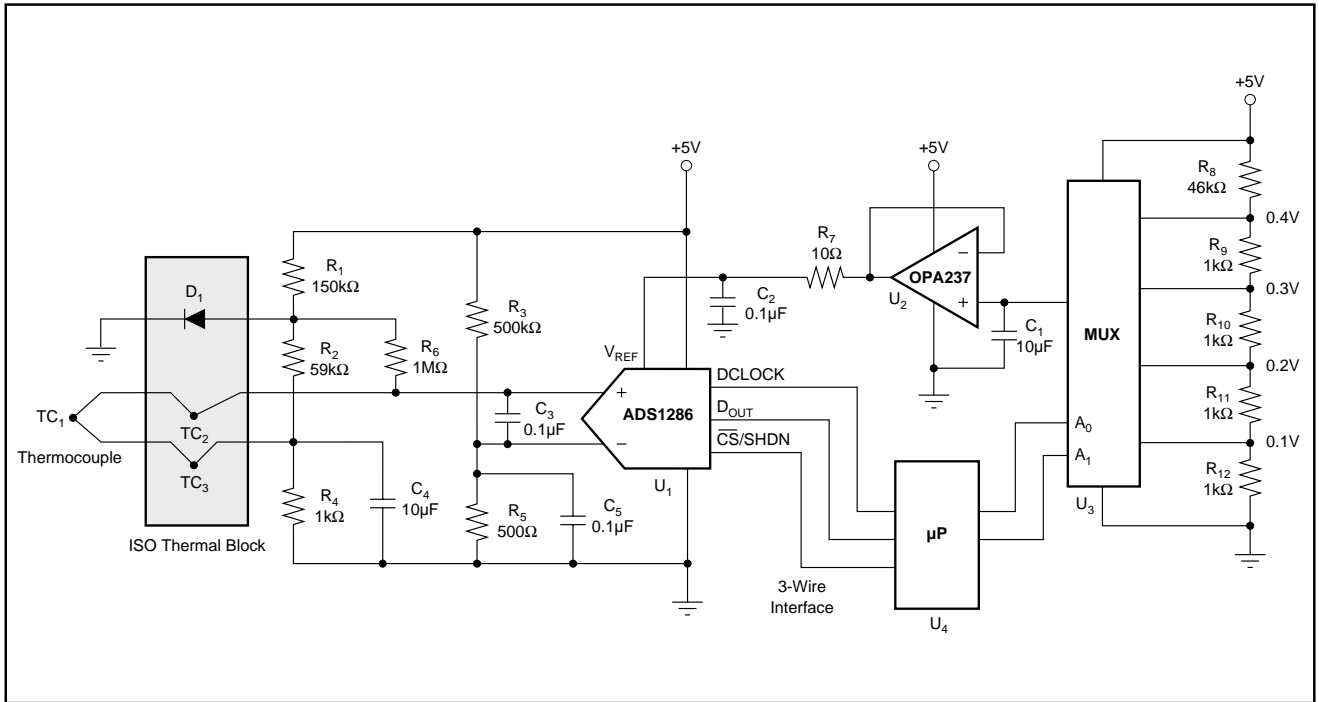 +5V
+5V
+5V
R8
46kΩ
0.4V
R9
1kΩ
0.3V
R10
1kΩ
0.2V
R11
1kΩ
0.1V
R12
1kΩ
MUX
A0
A1
U3
R7
10Ω
OPA237
−
+
U2
C1
10µF
C2
0.1µF
VREF
R1
150kΩ
D1
R2
59kΩ
R6
1MΩ
R3
500kΩ
+
−
ADS1286
U1
DCLOCK
DOUT
CS/SHDN
C3
0.1µF
TC1
Thermocouple
TC2
TC3
R4
1kΩ
C4
10µF
R5
500Ω
C5
0.1µF
ISO Thermal Block
µP
U4
3-Wire
Interface